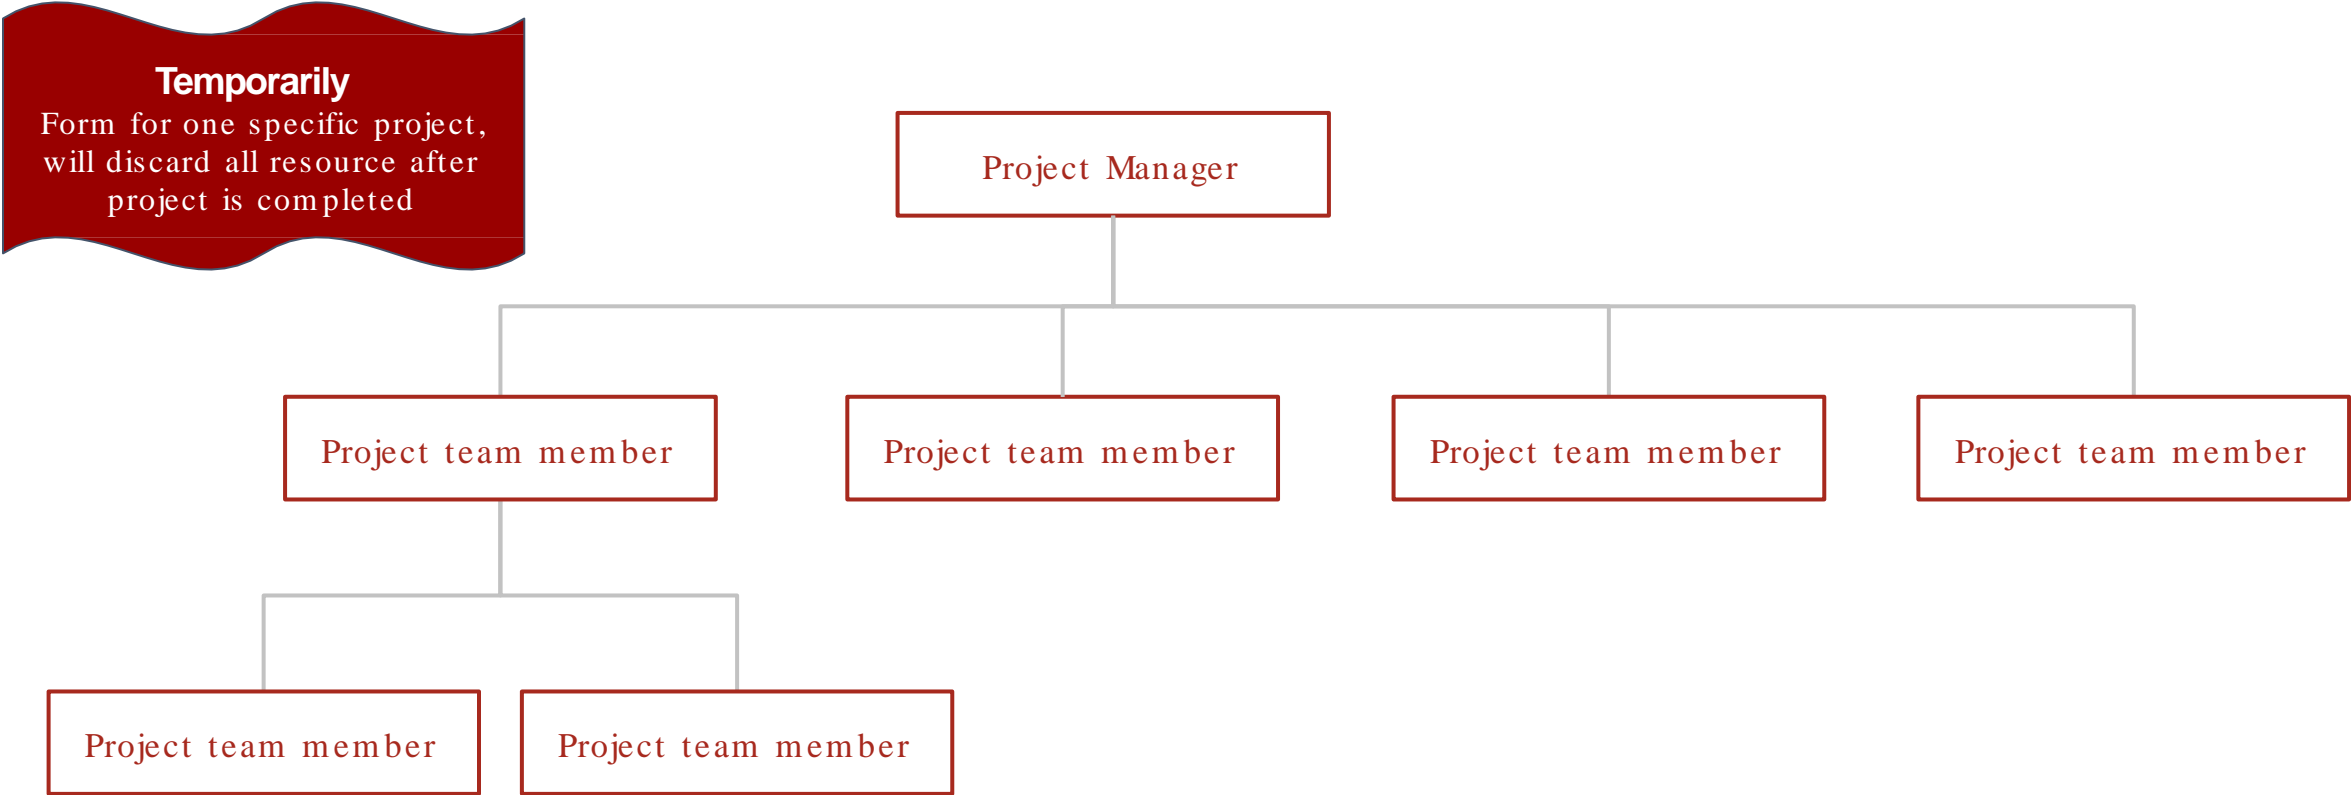 Temporarily
Form for one specific project,
will discard all resource after
project is completed
Project Manager
Project team member
Project team member
Project team member
Project team member
Project team member
Project team member